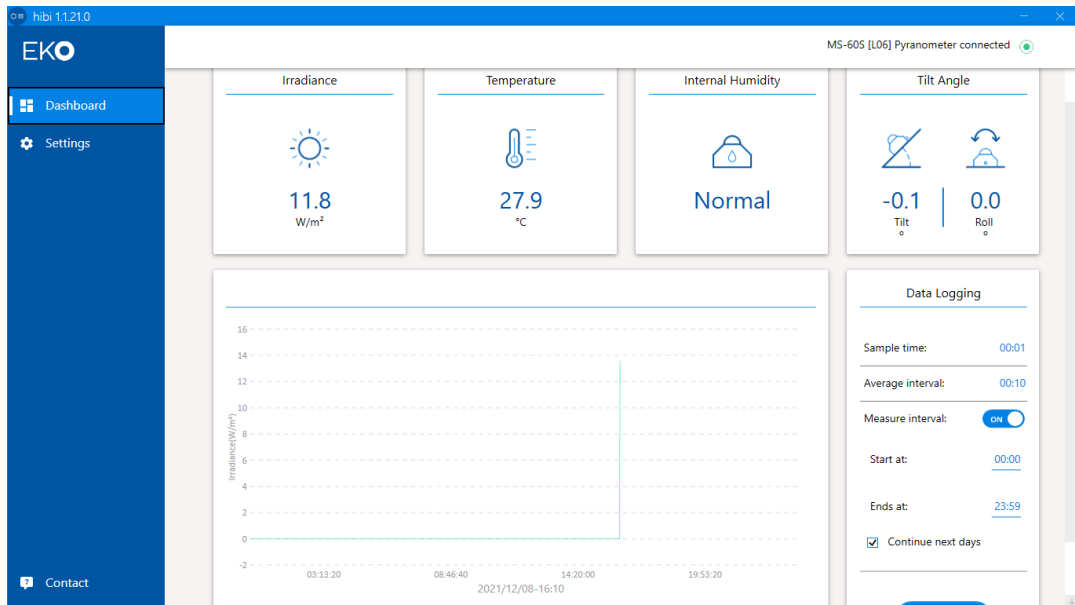 hibi 1.1.21.0
EKO
MS-60S [L06] Pyranometer connected
Dashboard
Settings
Contact
Irradiance
11.8
W/m²
Temperature
27.9
°C
Internal Humidity
Normal
Tilt Angle
-0.1 0.0
Tilt Roll
° °
16
14
12
10
8
6
4
2
0
-2
Irradiance(W/m²)
03:13:20 08:46:40 14:20:00 19:53:20
2021/12/08-16:10
Data Logging
Sample time: 00:01
Average interval: 00:10
Measure interval: ON
Start at: 00:00
Ends at: 23:59
Continue next days